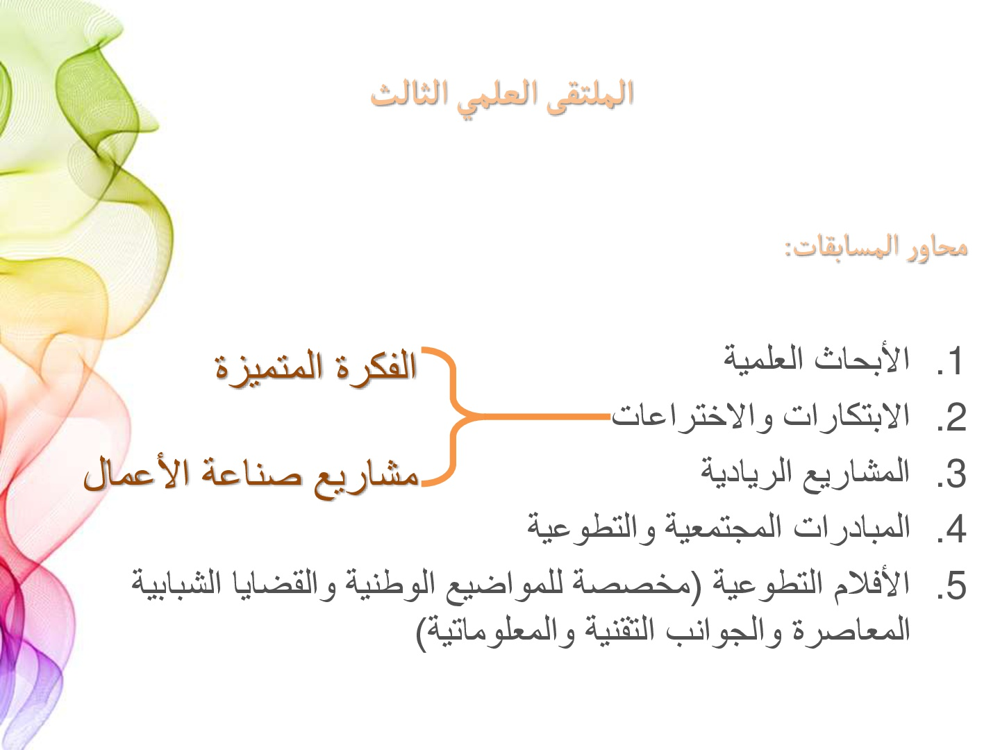 الملتقى العلمي الثالث
محاور المسابقات:
1. الأبحاث العلمية
2. الابتكارات والاختراعات
الفكرة المتميزة
مشاريع صناعة الأعمال
3. المشاريع الريادية
4. المبادرات المجتمعية والتطوعية
5. الأفلام التطوعية (مخصصة للمواضيع الوطنية والقضايا الشبابية
المعاصرة والجوانب التقنية والمعلوماتية)